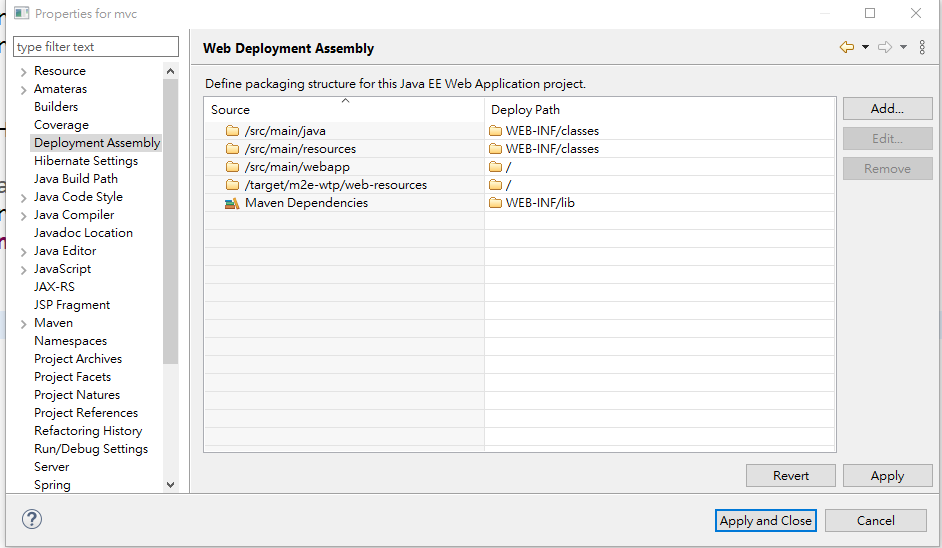 Properties for mvc
type filter text
Resource
Amateras
Builders
Coverage
Deployment Assembly
Hibernate Settings
Java Build Path
Java Code Style
Java Compiler
Javadoc Location
Java Editor
JavaScript
JAX-RS
JSP Fragment
Maven
Namespaces
Project Archives
Project Facets
Project Natures
Project References
Refactoring History
Run/Debug Settings
Server
Spring
Web Deployment Assembly
Define packaging structure for this Java EE Web Application project.
Source Deploy Path
/src/main/java WEB-INF/classes
/src/main/resources WEB-INF/classes
/src/main/webapp /
/target/m2e-wtp/web-resources /
Maven Dependencies WEB-INF/lib
Add...
Edit...
Remove
Revert Apply
Apply and Close Cancel